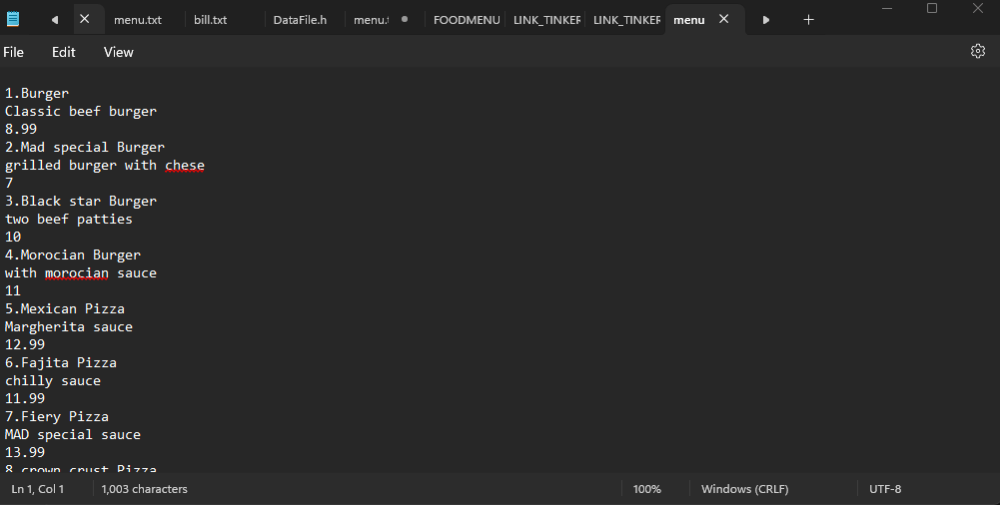 menu.txt bill.txt DataFile.h menu.t FOODMENU LINK_TINKER LINK_TINKER menu
File Edit View
1.Burger
Classic beef burger
8.99
2.Mad special Burger
grilled burger with chese
7
3.Black star Burger
two beef patties
10
4.Morocian Burger
with morocian sauce
11
5.Mexican Pizza
Margherita sauce
12.99
6.Fajita Pizza
chilly sauce
11.99
7.Fiery Pizza
MAD special sauce
13.99
8.crown crust Pizza
Ln 1, Col 1 1,003 characters 100% Windows (CRLF) UTF-8